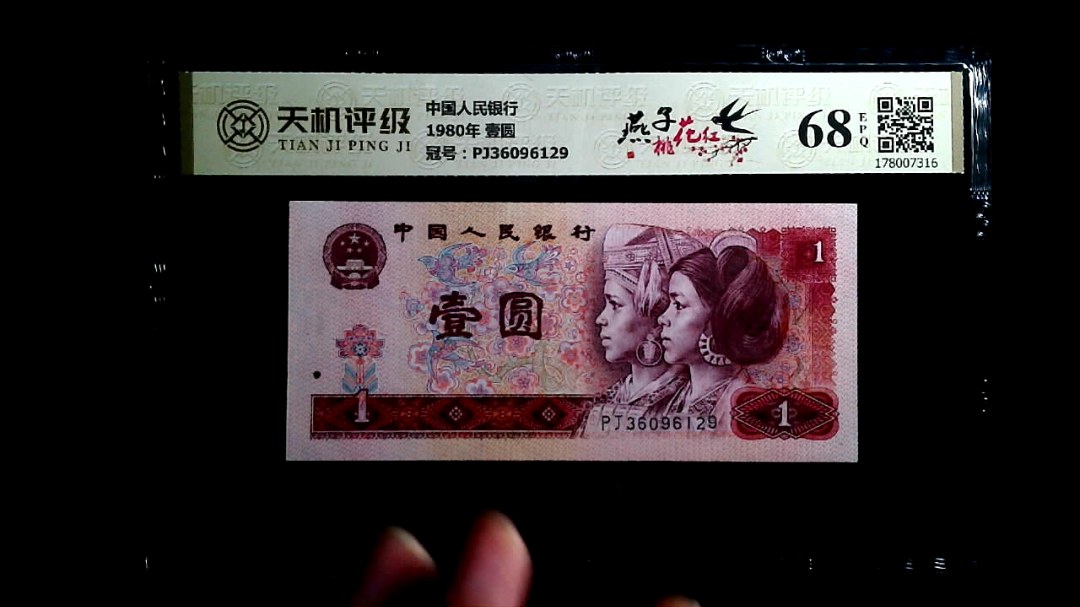 天机评级
TIAN JI PING JI
中国人民银行
1980年 壹圆
冠号：PJ36096129
燕子
桃花红
68
EPQ
178007316
中国人民银行
壹圆
1
1
PJ36096129
1